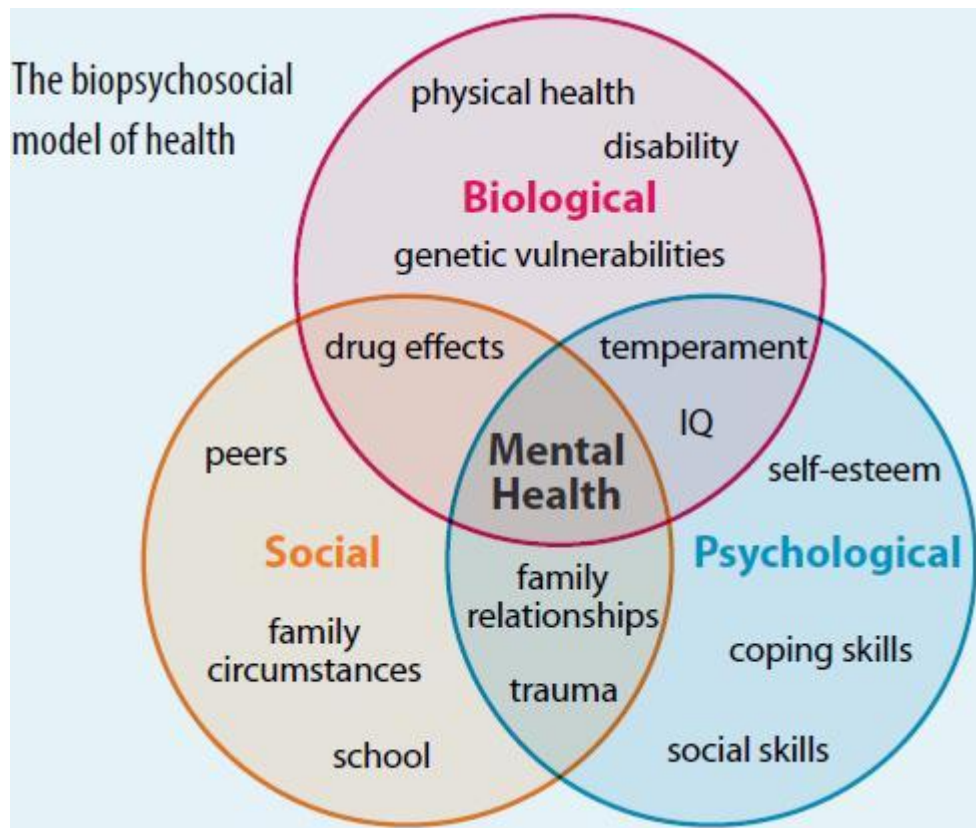 The biopsychosocial
model of health
physical health
disability
Biological
genetic vulnerabilities
drug effects
temperament
IQ
peers
Mental
Health
self-esteem
Social
Psychological
family
relationships
family
circumstances
coping skills
trauma
school
social skills